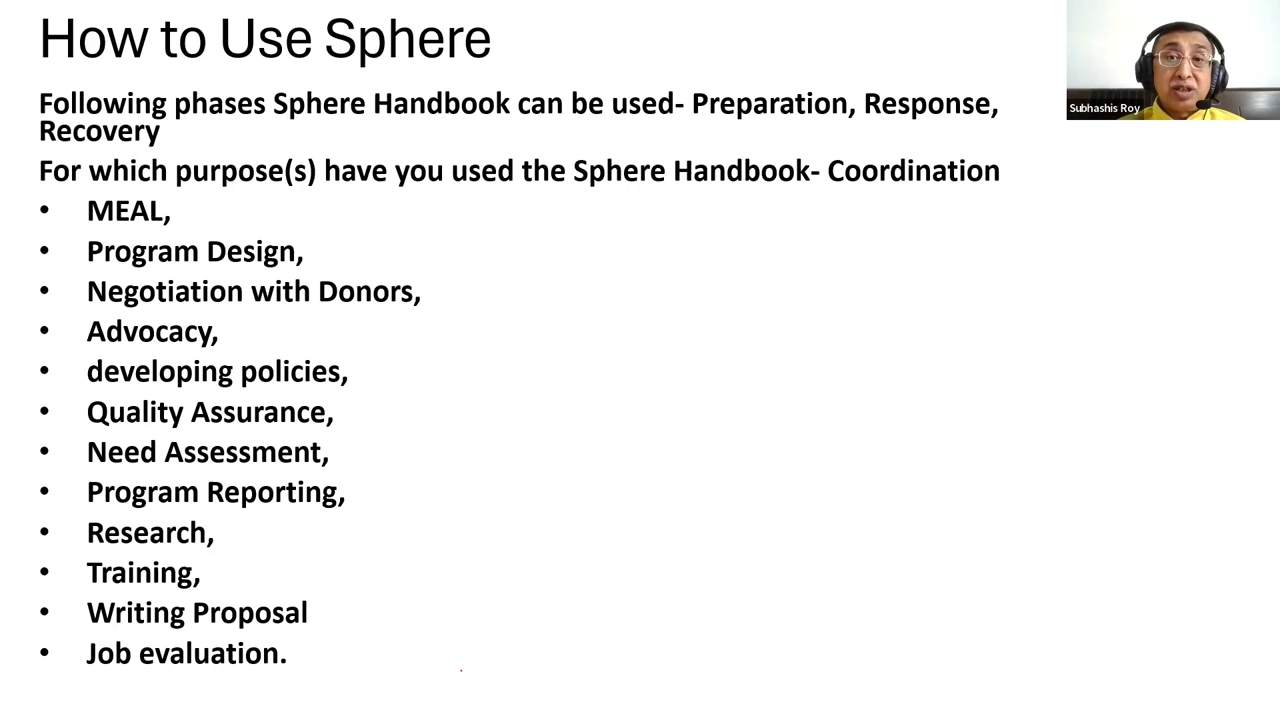 How to Use Sphere
Following phases Sphere Handbook can be used- Preparation, Response,
Recovery
For which purpose(s) have you used the Sphere Handbook- Coordination
• MEAL,
• Program Design,
• Negotiation with Donors,
• Advocacy,
• developing policies,
• Quality Assurance,
• Need Assessment,
• Program Reporting,
• Research,
• Training,
• Writing Proposal
• Job evaluation.
Subhashis Roy